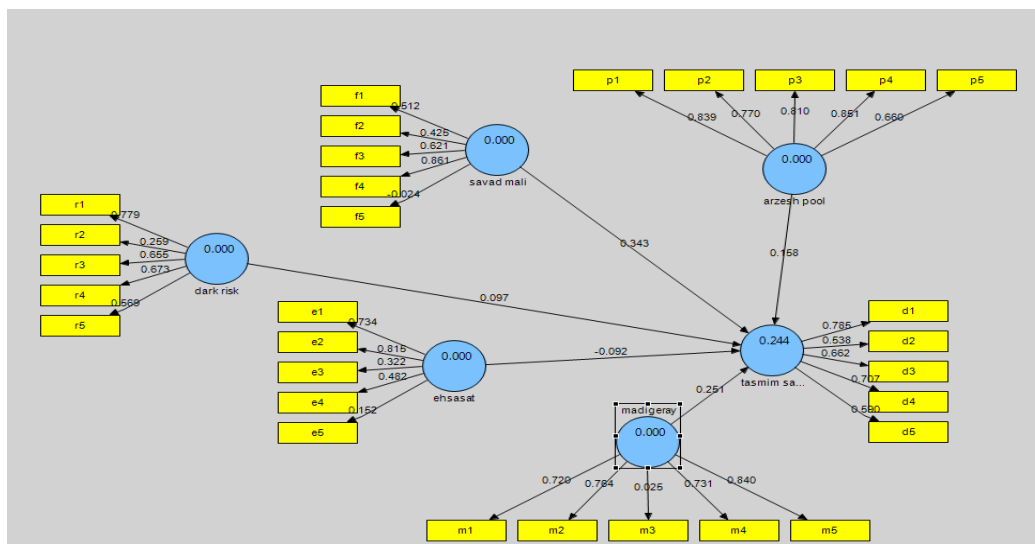 p1
p2
p3
p4
p5
0.839
0.770
0.810
0.851
0.660
0.000
arzesh pool
f1
f2
f3
f4
f5
0.512
0.425
0.621
0.861
-0.024
0.000
savad mali
r1
r2
r3
r4
r5
0.779
0.259
0.655
0.673
0.569
0.000
dark risk
0.343
0.158
0.097
-0.092
0.251
e1
e2
e3
e4
e5
0.734
0.815
0.322
0.482
0.152
0.000
ehsasat
0.244
tasmim sa...
d1
d2
d3
d4
d5
0.785
0.538
0.662
0.707
0.590
madigeray
0.000
0.720
0.764
0.025
0.731
0.840
m1
m2
m3
m4
m5